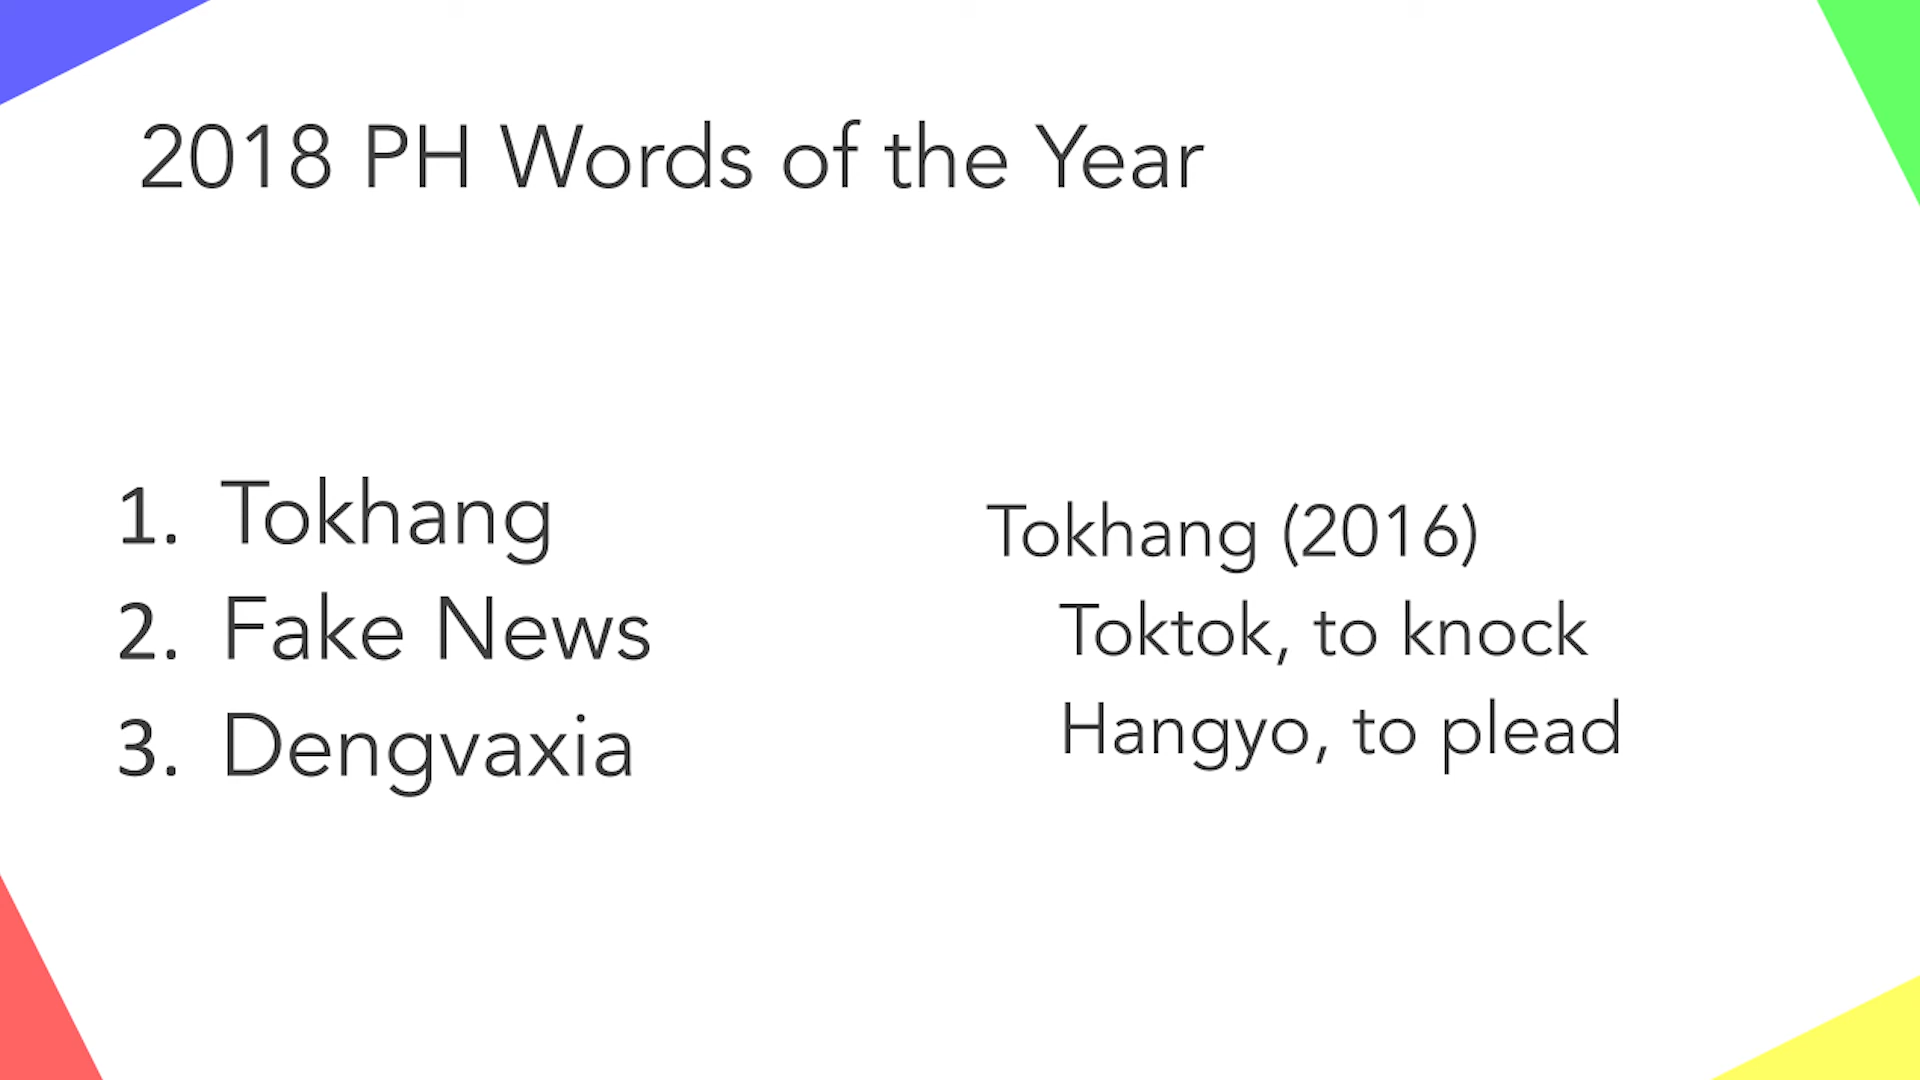 2018 PH Words of the Year
1. Tokhang
2. Fake News
3. Dengvaxia
Tokhang (2016)
Toktok, to knock
Hangyo, to plead